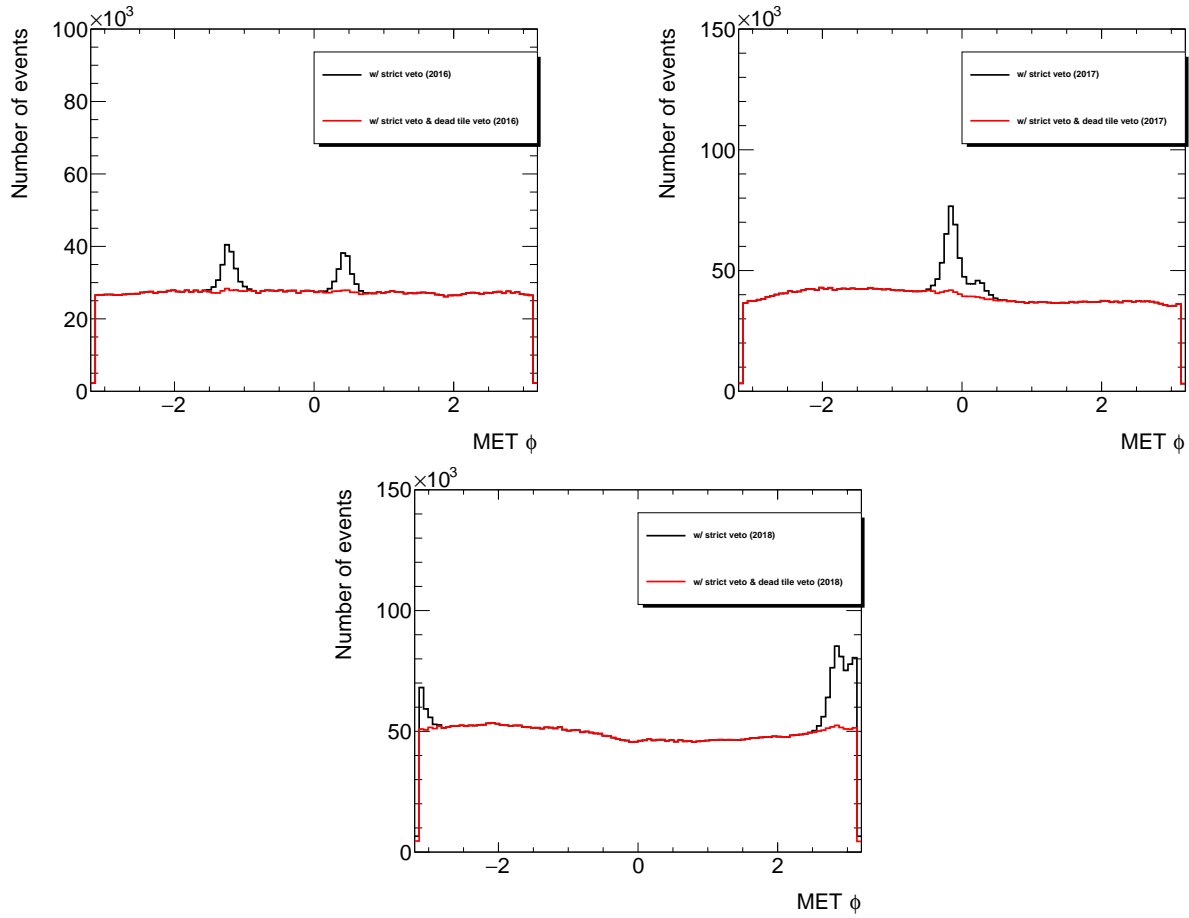 ×10³
100
80
60
40
20
0
−2
0
2
Number of events
MET ϕ
w/ strict veto (2016)
w/ strict veto & dead tile veto (2016)
×10³
150
100
50
0
−2
0
2
Number of events
MET ϕ
w/ strict veto (2017)
w/ strict veto & dead tile veto (2017)
×10³
150
100
50
0
−2
0
2
Number of events
MET ϕ
w/ strict veto (2018)
w/ strict veto & dead tile veto (2018)